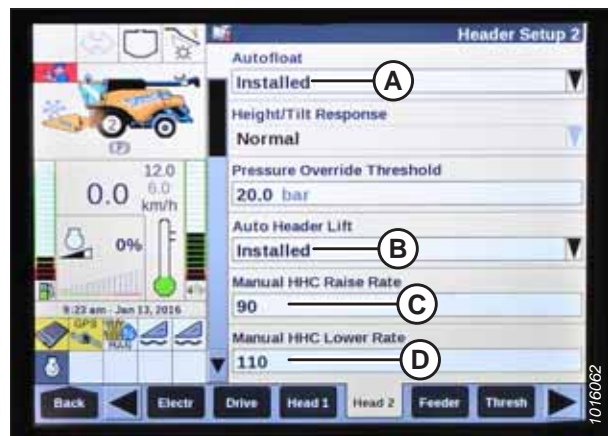 Header Setup 2
Autofloat
Installed
A
Height/Tilt Response
Normal
Pressure Override Threshold
20.0 bar
Auto Header Lift
Installed
B
Manual HHC Raise Rate
90
C
Manual HHC Lower Rate
110
D
2
(P)
12.0
0.0
6.0
km/h
0%
9:23 am - Jan 13, 2016
GPS
MAN
Back
Electr
Drive
Head 1
Head 2
Feeder
Thresh
1016062